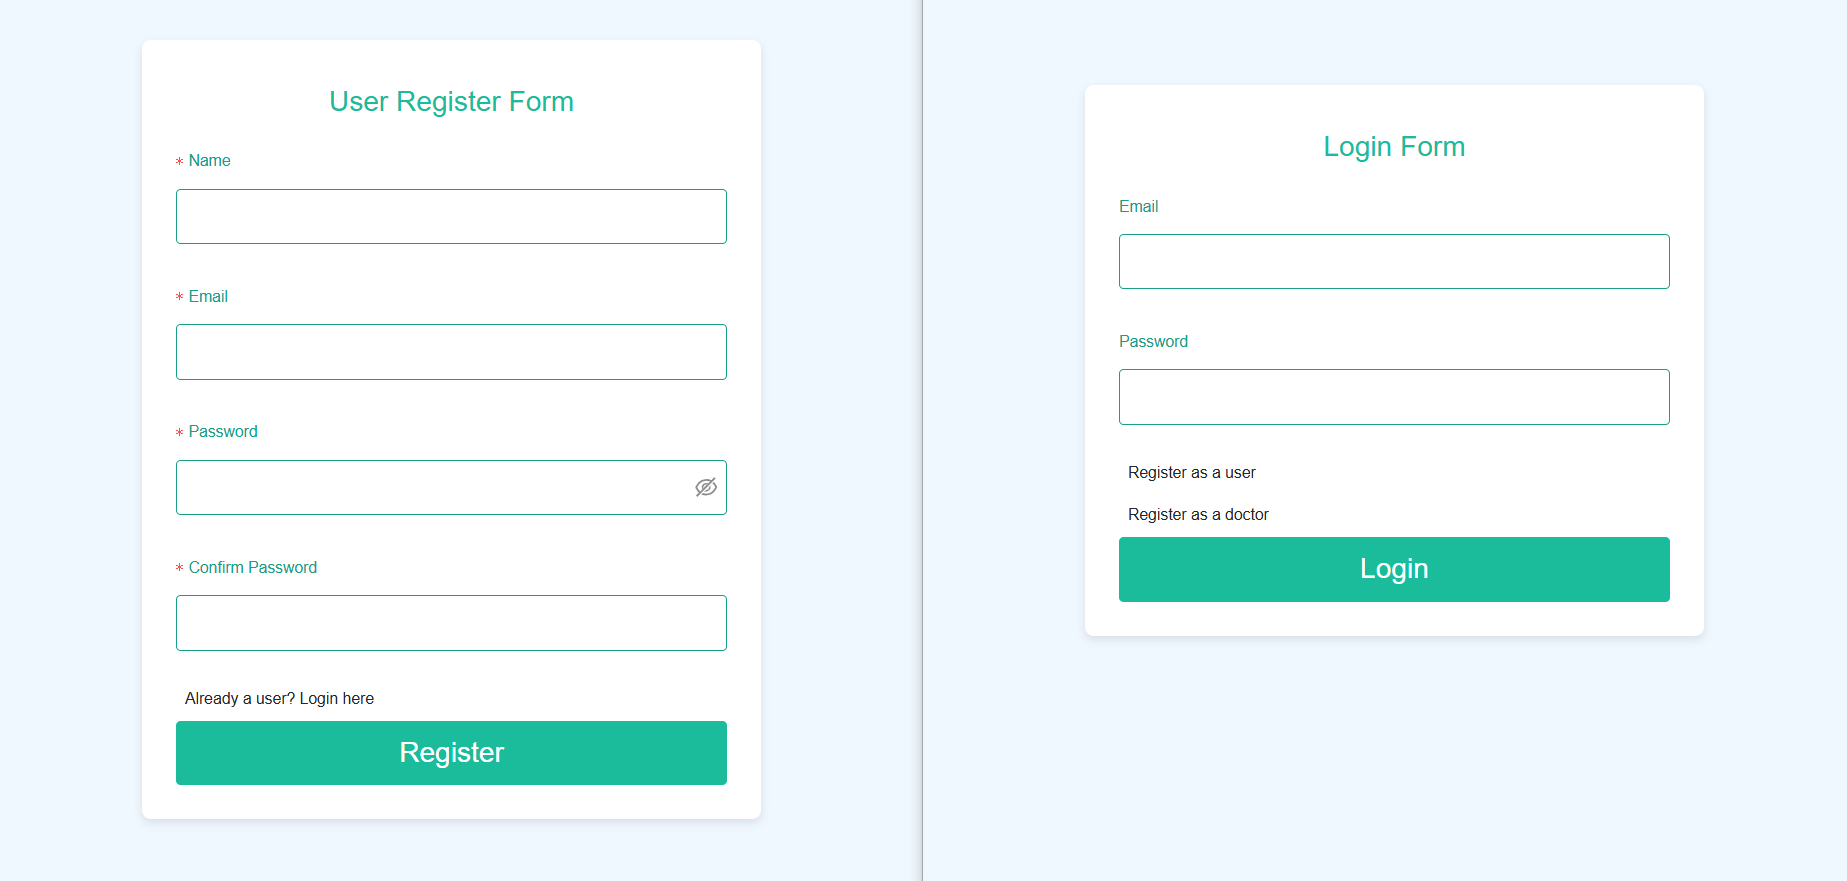 User Register Form
* Name
* Email
* Password
* Confirm Password
Already a user? Login here
Register
Login Form
Email
Password
Register as a user
Register as a doctor
Login